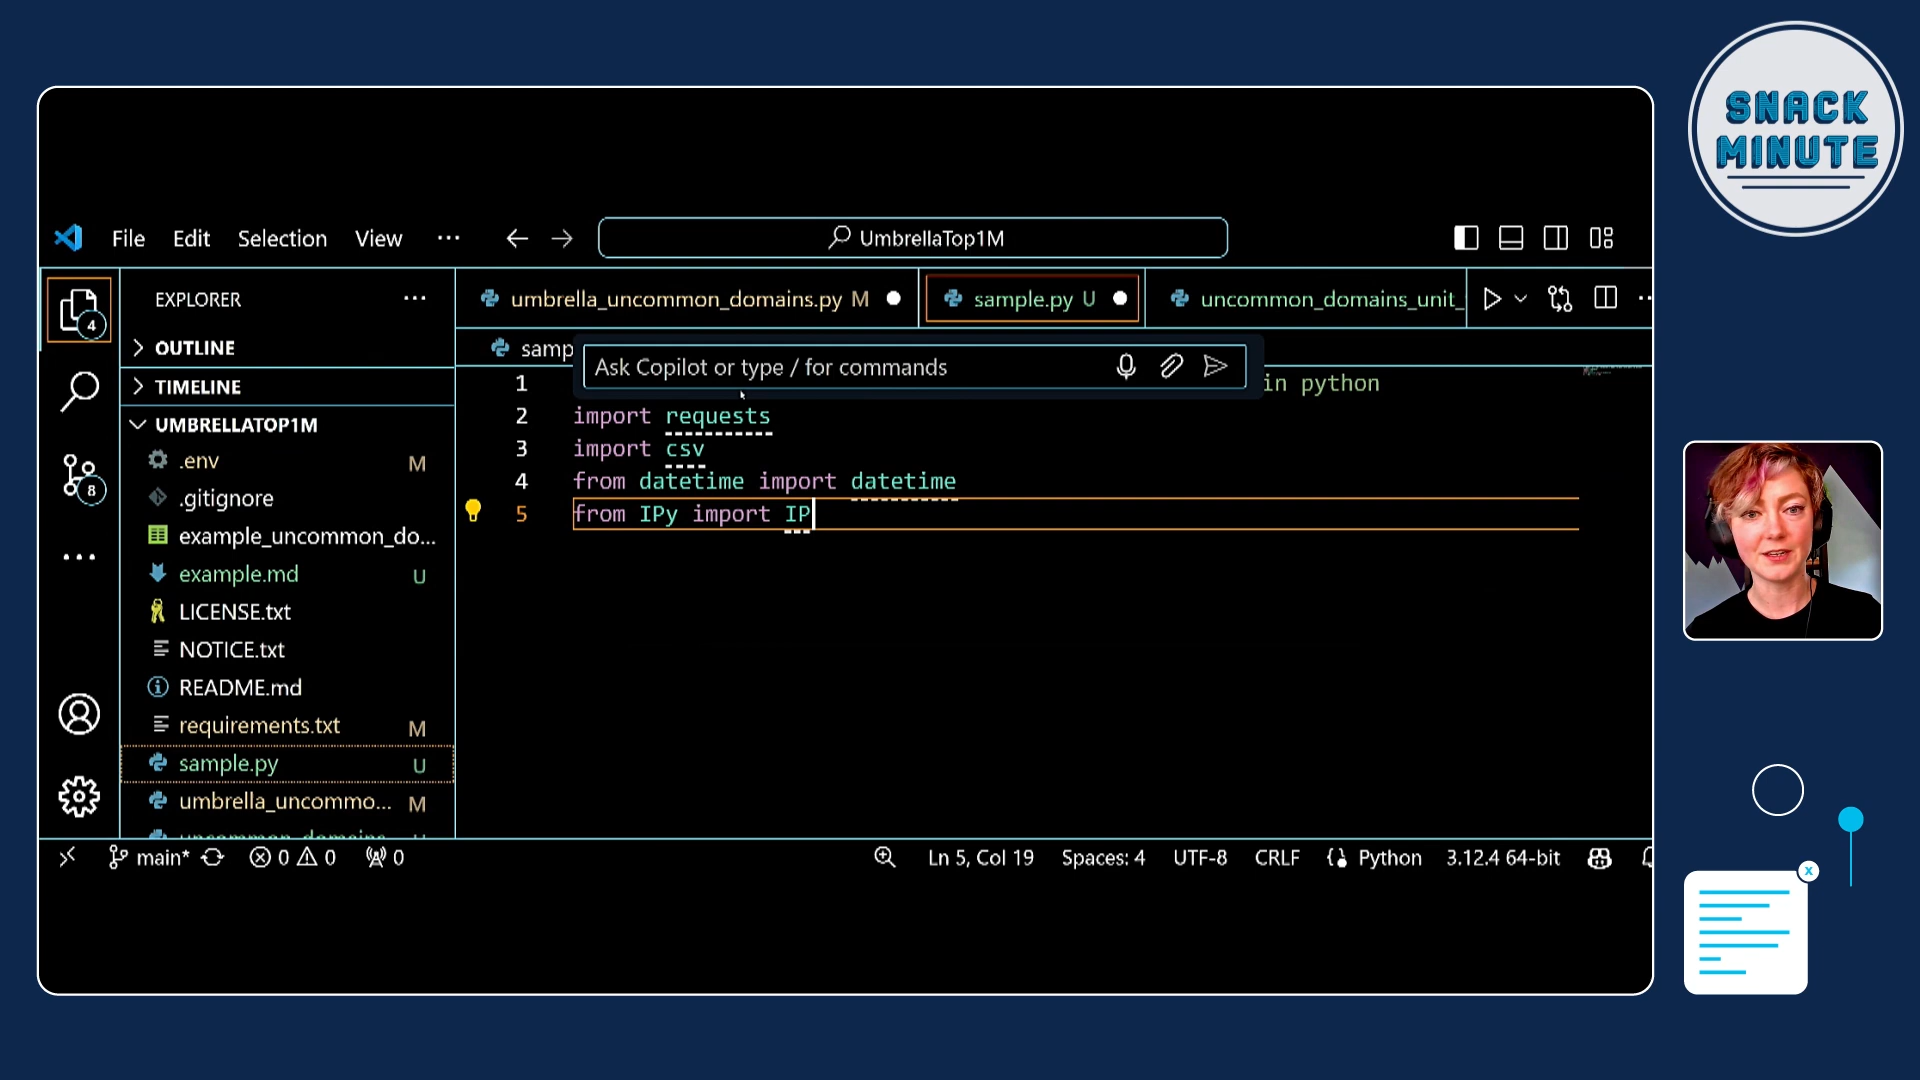 SNACK
MINUTE
File Edit Selection View ... UmbrellaTop1M
EXPLORER ...
4
umbrella_uncommon_domains.py M
sample.py U
uncommon_domains_unit_
OUTLINE
samp
Ask Copilot or type / for commands
TIMELINE
1 in python
UMBRELLATOP1M
2 import requests
3 import csv
.env M
4 from datetime import datetime
8
.gitignore
5 from IPy import IP
example_uncommon_do...
example.md U
LICENSE.txt
NOTICE.txt
README.md
requirements.txt M
sample.py U
umbrella_uncommo... M
main* 0 0 0 Ln 5, Col 19 Spaces: 4 UTF-8 CRLF Python 3.12.4 64-bit
x